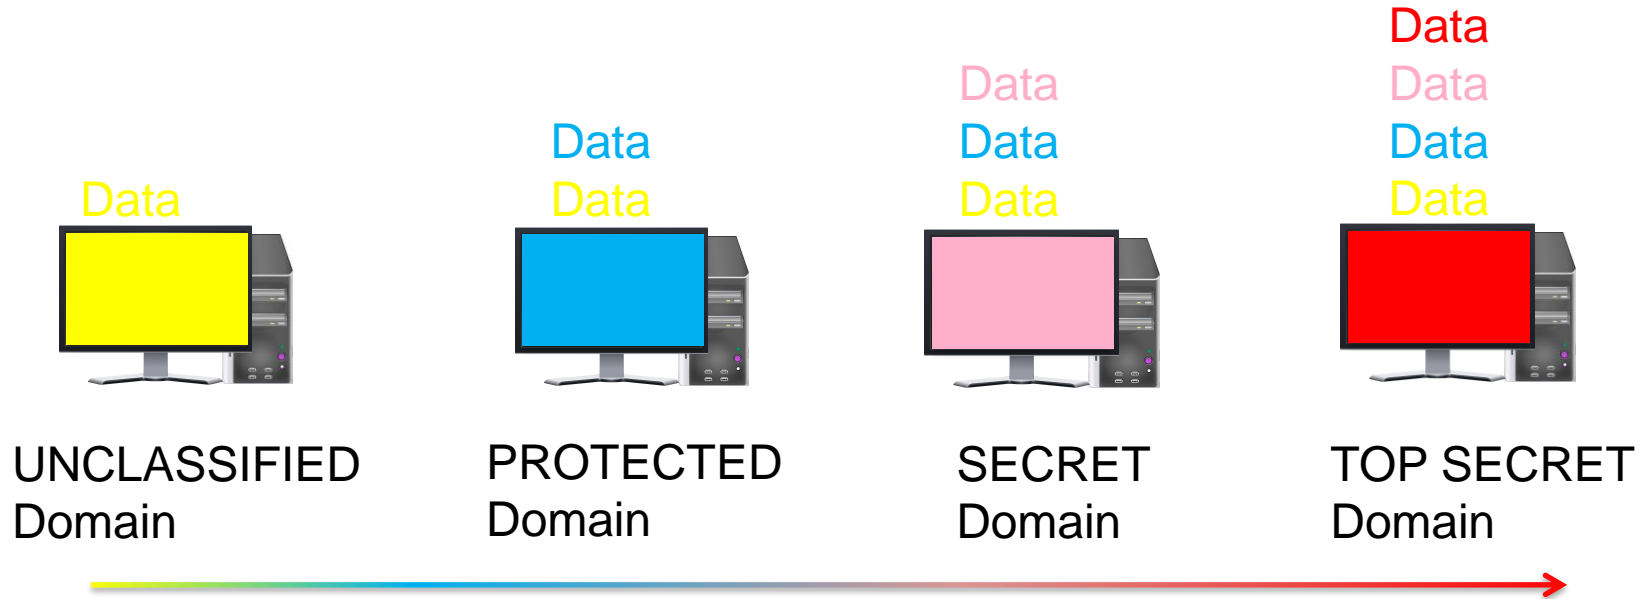 Data
UNCLASSIFIED
Domain
Data
Data
PROTECTED
Domain
Data
Data
Data
SECRET
Domain
Data
Data
Data
Data
TOP SECRET
Domain